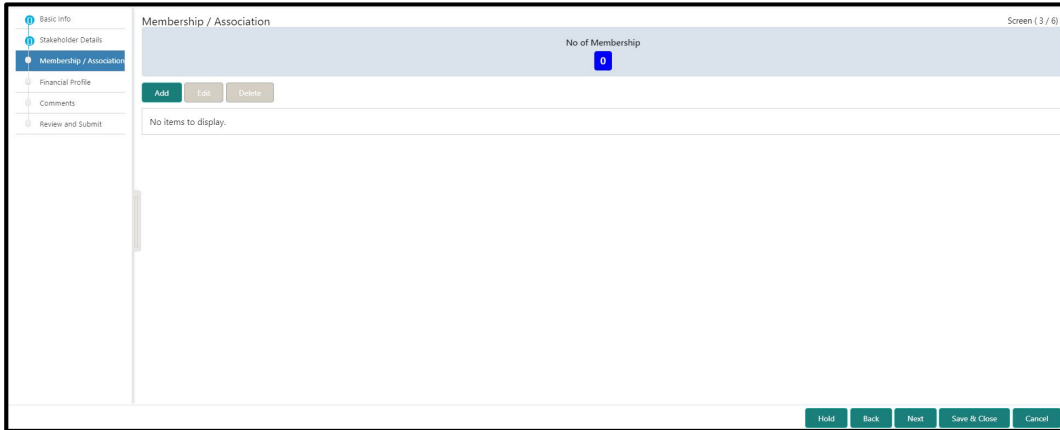 Basic Info
Stakeholder Details
Membership / Association
Financial Profile
Comments
Review and Submit
Membership / Association
Screen ( 3 / 6)
No of Membership
0
Add Edit Delete
No items to display.
Hold Back Next Save & Close Cancel